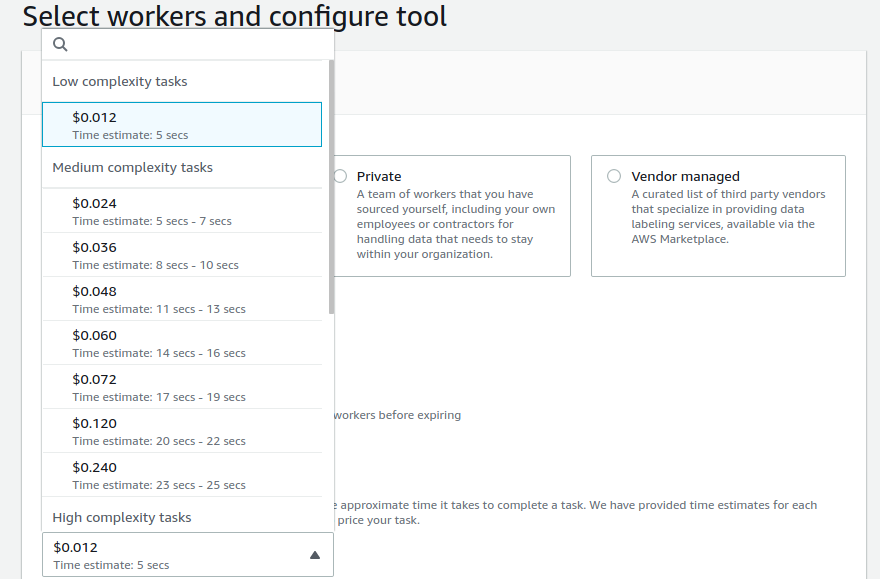 Select workers and configure tool
Low complexity tasks
$0.012
Time estimate: 5 secs
Medium complexity tasks
$0.024
Time estimate: 5 secs - 7 secs
$0.036
Time estimate: 8 secs - 10 secs
$0.048
Time estimate: 11 secs - 13 secs
$0.060
Time estimate: 14 secs - 16 secs
$0.072
Time estimate: 17 secs - 19 secs
$0.120
Time estimate: 20 secs - 22 secs
$0.240
Time estimate: 23 secs - 25 secs
High complexity tasks
$0.012
Time estimate: 5 secs
Private
A team of workers that you have
sourced yourself, including your own
employees or contractors for
handling data that needs to stay
within your organization.
Vendor managed
A curated list of third party vendors
that specialize in providing data
labeling services, available via the
AWS Marketplace.
workers before expiring
approximate time it takes to complete a task. We have provided time estimates for each
price your task.